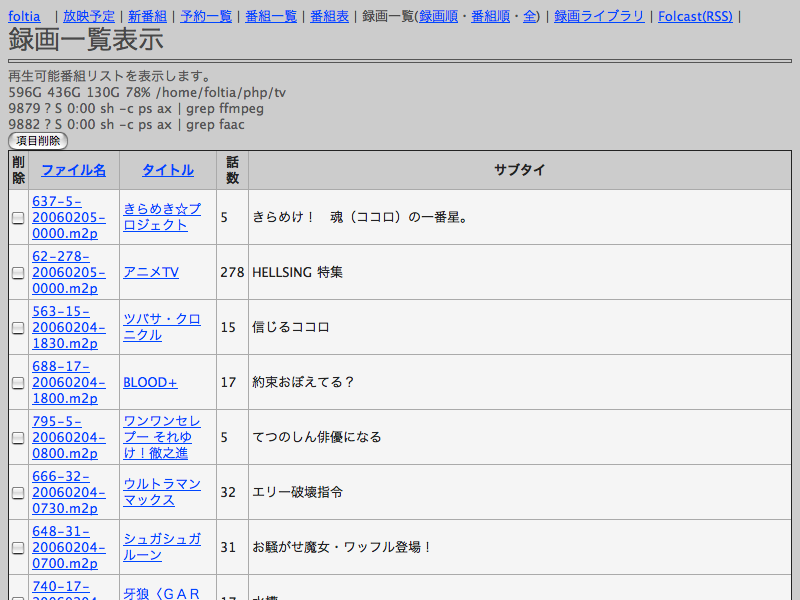 foltia | 放映予定 | 新番組 | 予約一覧 | 番組一覧 | 番組表 | 録画一覧(録画順・番組順・全) | 録画ライブラリ | Folcast(RSS) |
録画一覧表示
再生可能番組リストを表示します。
596G 436G 130G 78% /home/foltia/php/tv
9879 ? S 0:00 sh -c ps ax | grep ffmpeg
9882 ? S 0:00 sh -c ps ax | grep faac
項目削除
削除 ファイル名 タイトル 話数 サブタイ
637-5-
20060205-
0000.m2p
きらめき☆プ
ロジェクト
5
きらめけ！　魂（ココロ）の一番星。
62-278-
20060205-
0000.m2p
アニメTV
278
HELLSING 特集
563-15-
20060204-
1830.m2p
ツバサ・クロ
ニクル
15
信じるココロ
688-17-
20060204-
1800.m2p
BLOOD+
17
約束おぼえてる？
795-5-
20060204-
0800.m2p
ワンワンセレ
プー それゆ
け！徹之進
5
てつのしん俳優になる
666-32-
20060204-
0730.m2p
ウルトラマン
マックス
32
エリー破壊指令
648-31-
20060204-
0700.m2p
シュガシュガ
ルーン
31
お騒がせ魔女・ワッフル登場！
740-17-
20060204-
牙狼〈ＧＡＲ
17